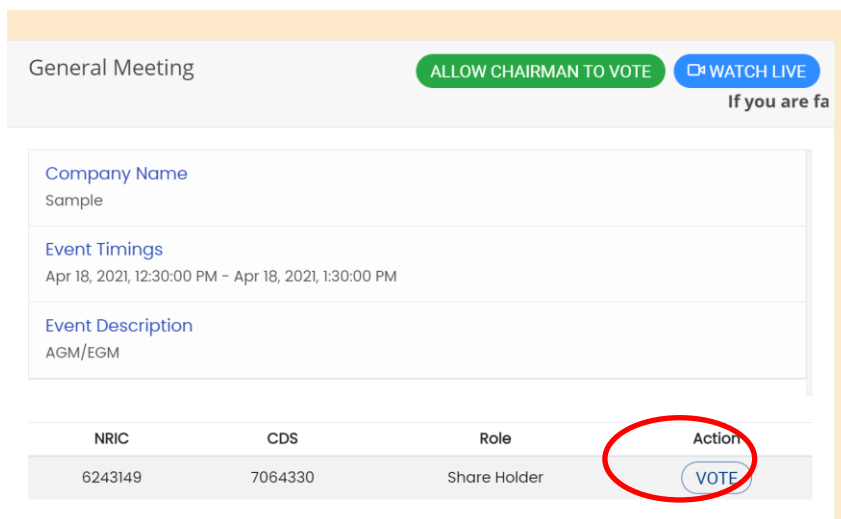 General Meeting ALLOW CHAIRMAN TO VOTE WATCH LIVE
If you are fa
Company Name
Sample
Event Timings
Apr 18, 2021, 12:30:00 PM - Apr 18, 2021, 1:30:00 PM
Event Description
AGM/EGM
NRIC CDS Role Action
6243149 7064330 Share Holder VOTE